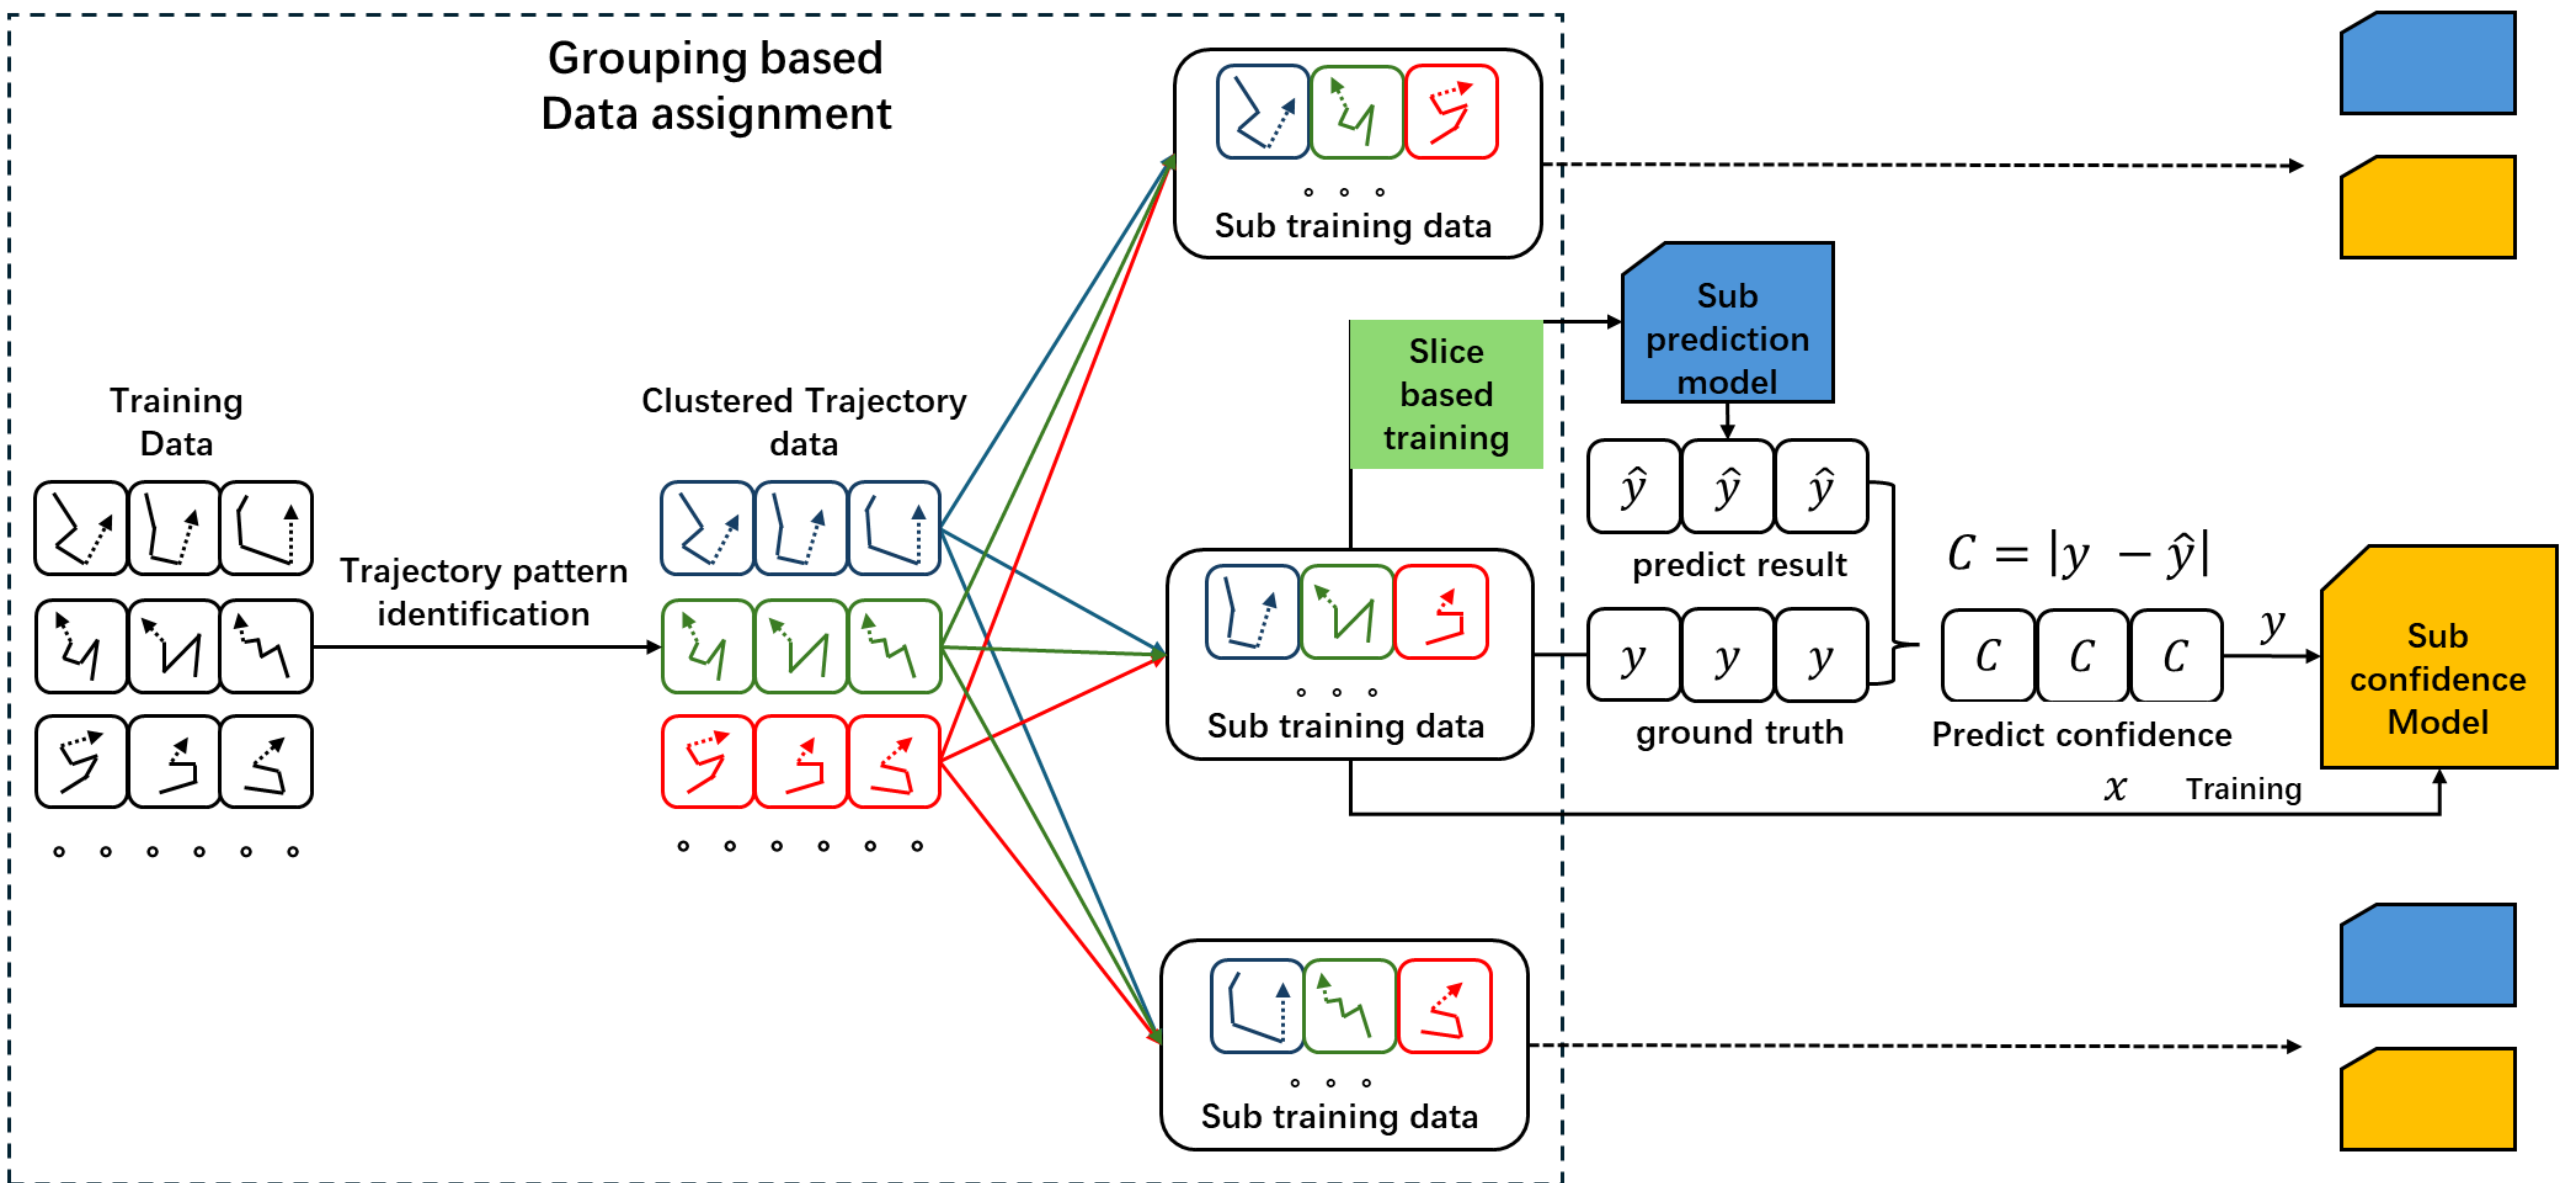 Grouping based
Data assignment
Sub training data
Training
Data
Trajectory pattern
identification
Clustered Trajectory
data
Slice
based
training
Sub
prediction
model
ŷ ŷ ŷ
predict result
C = |y - ŷ|
Sub training data
y y y
ground truth
C C C
Predict confidence
y
Sub
confidence
Model
x Training
Sub training data